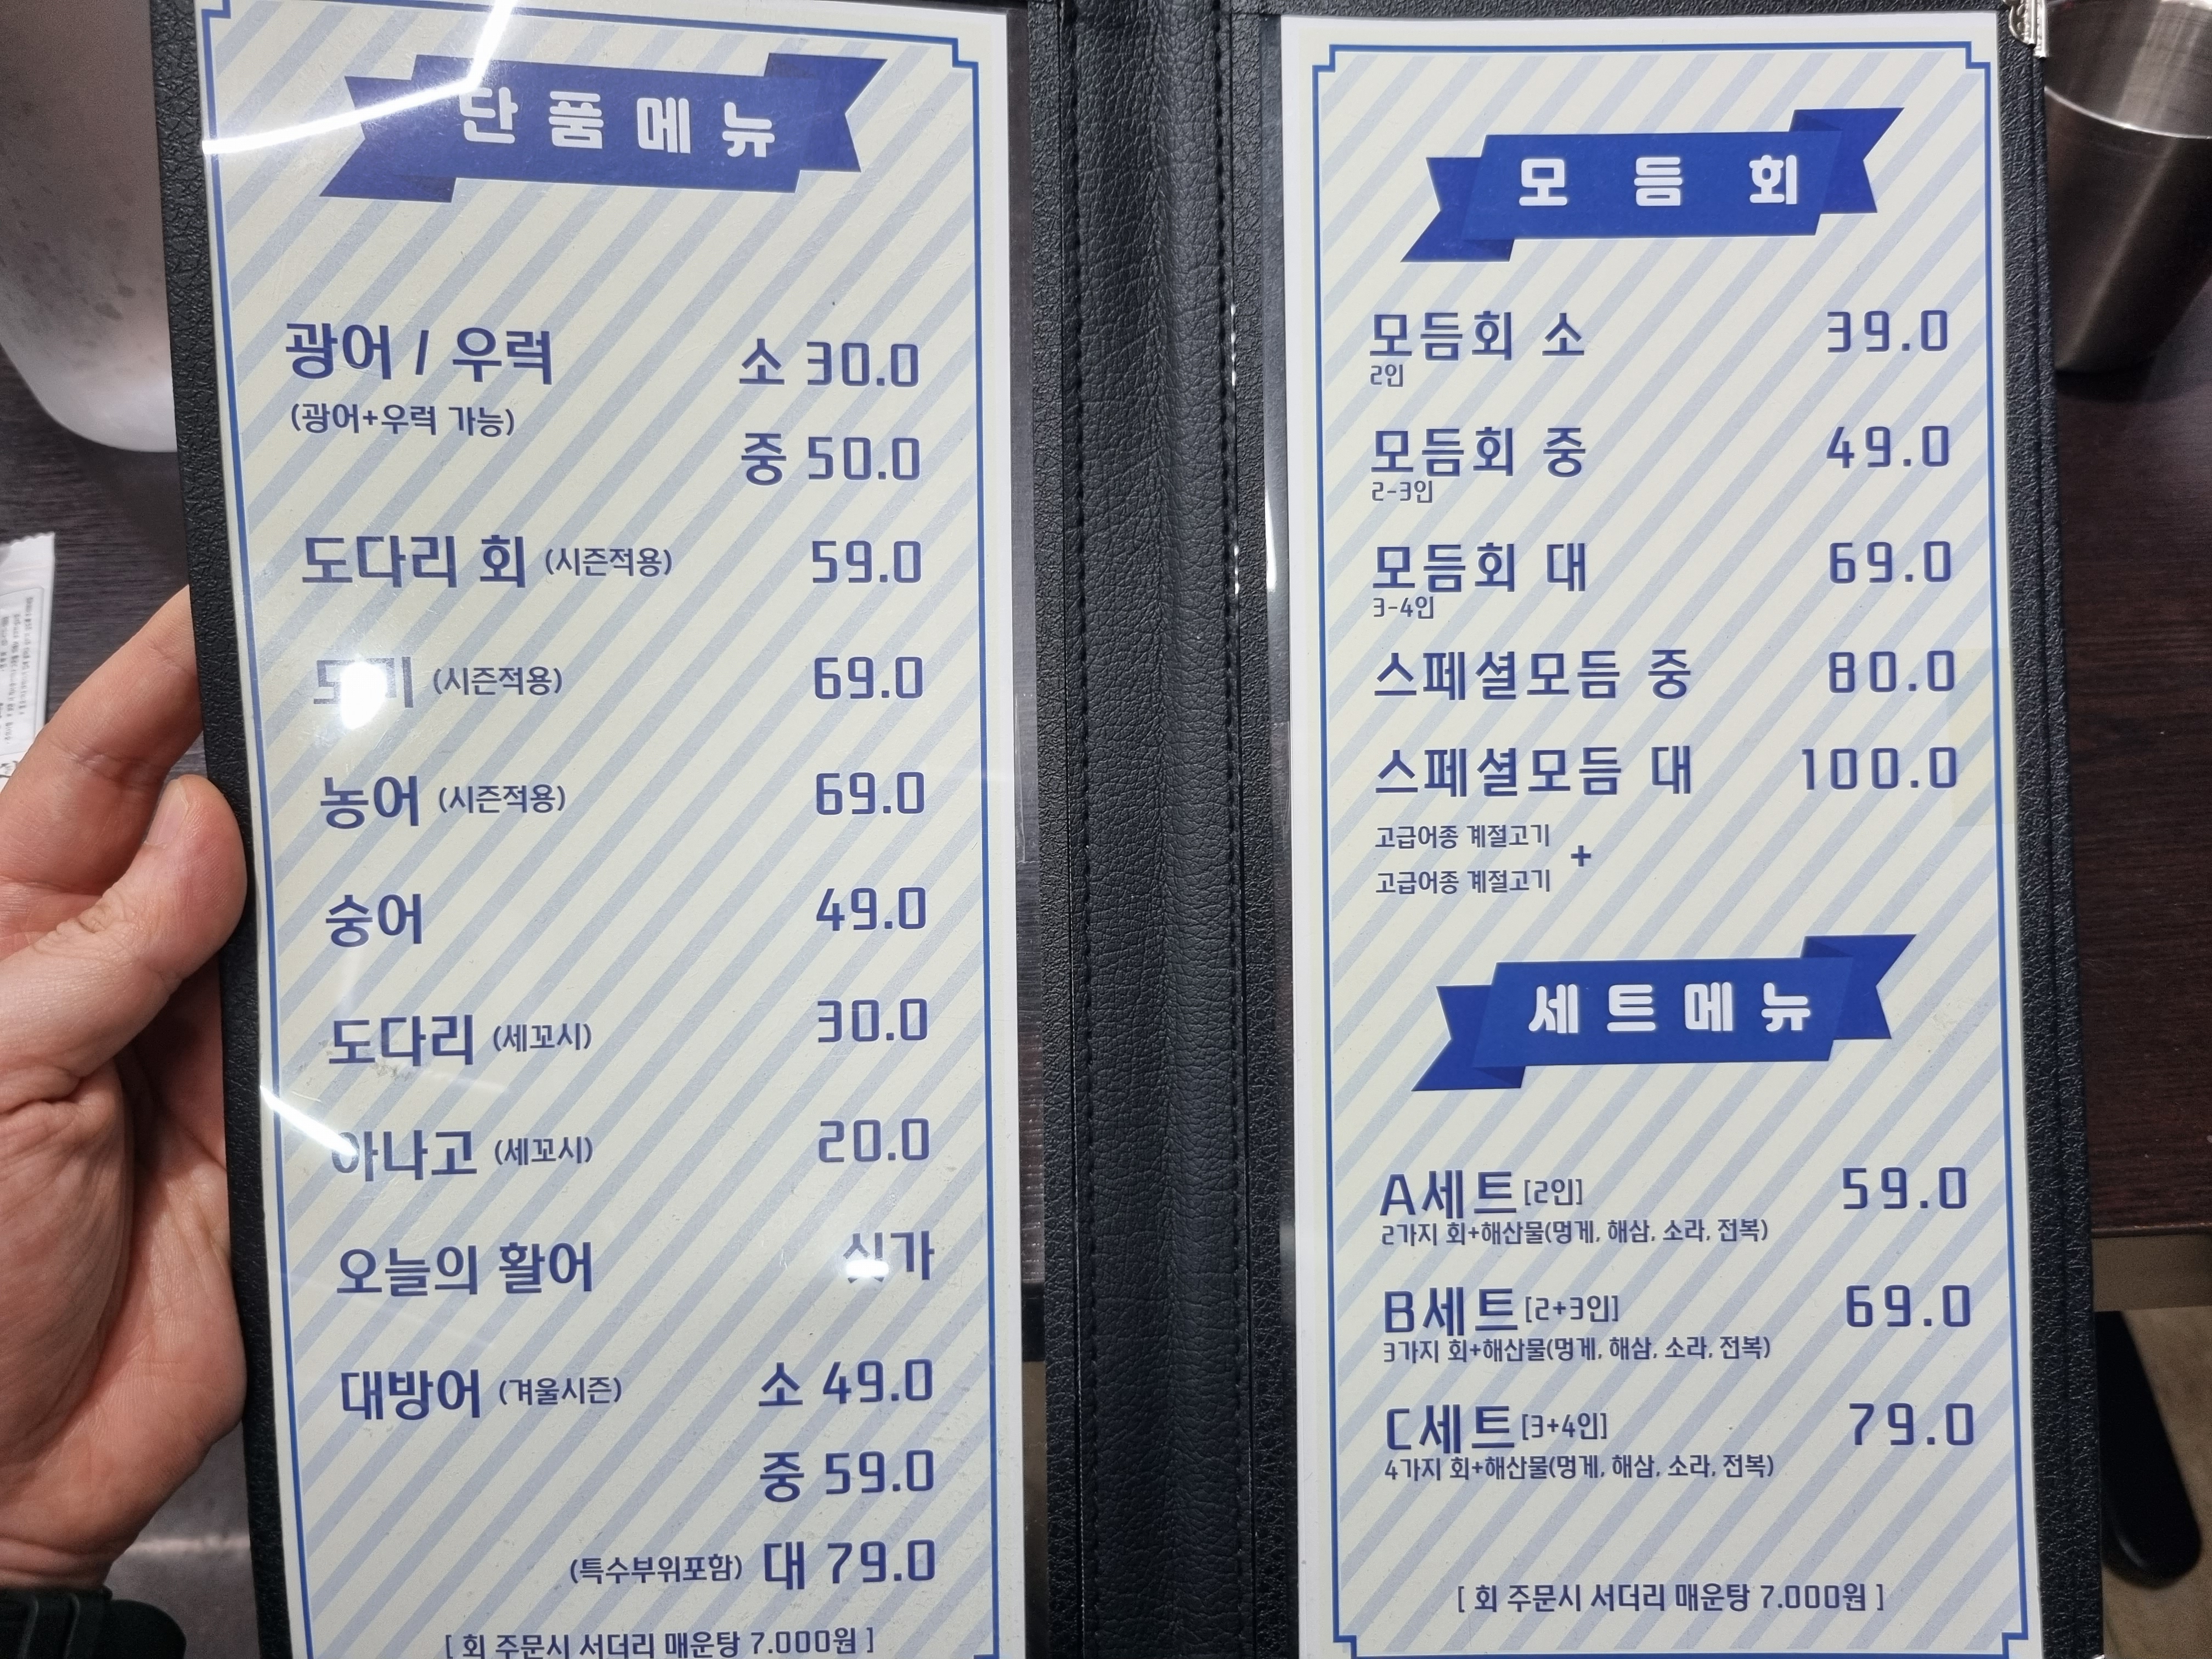 단품메뉴
광어 / 우럭 소 30.0
(광어+우럭 가능)
중 50.0
도다리 회 (시즌적용) 59.0
(시즌적용) 69.0
농어 (시즌적용) 69.0
숭어 49.0
도다리 (세꼬시) 30.0
아나고 (세꼬시) 20.0
오늘의 활어 싯가
대방어 (겨울시즌) 소 49.0
중 59.0
(특수부위포함) 대 79.0
[ 회 주문시 서더리 매운탕 7.000원 ]
모듬회
모듬회 소 39.0
2인
모듬회 중 49.0
2-3인
모듬회 대 69.0
3-4인
스페셜모듬 중 80.0
스페셜모듬 대 100.0
고급어종 계절고기
+
고급어종 계절고기
세트메뉴
A세트[2인] 59.0
2가지 회+해산물(멍게, 해삼, 소라, 전복)
B세트[2+3인] 69.0
3가지 회+해산물(멍게, 해삼, 소라, 전복)
C세트[3+4인] 79.0
4가지 회+해산물(멍게, 해삼, 소라, 전복)
[ 회 주문시 서더리 매운탕 7.000원 ]